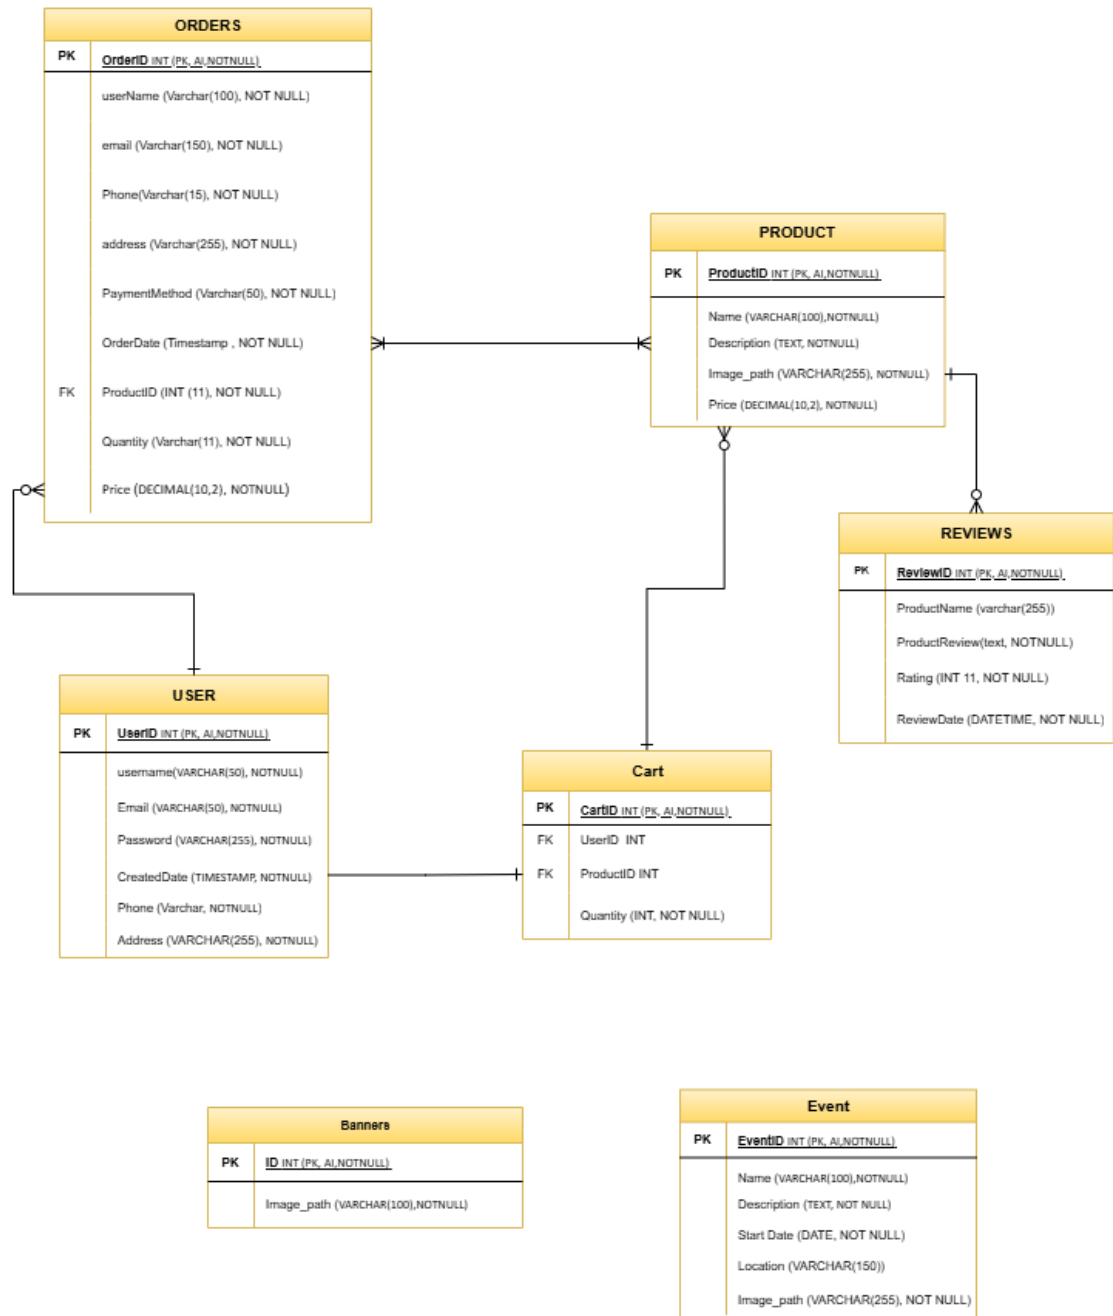 ORDERS
PK OrderID INT (PK, AI,NOTNULL)
userName (Varchar(100), NOT NULL)
email (Varchar(150), NOT NULL)
Phone(Varchar(15), NOT NULL)
address (Varchar(255), NOT NULL)
PaymentMethod (Varchar(50), NOT NULL)
OrderDate (Timestamp , NOT NULL)
FK ProductID (INT (11), NOT NULL)
Quantity (Varchar(11), NOT NULL)
Price (DECIMAL(10,2), NOTNULL)
PRODUCT
PK ProductID INT (PK, AI,NOTNULL)
Name (VARCHAR(100),NOTNULL)
Description (TEXT, NOTNULL)
Image_path (VARCHAR(255), NOTNULL)
Price (DECIMAL(10,2), NOTNULL)
REVIEWS
PK ReviewID INT (PK, AI,NOTNULL)
ProductName (varchar(255))
ProductReview(text, NOTNULL)
Rating (INT 11, NOT NULL)
ReviewDate (DATETIME, NOT NULL)
USER
PK UserID INT (PK, AI,NOTNULL)
username(VARCHAR(50), NOTNULL)
Email (VARCHAR(50), NOTNULL)
Password (VARCHAR(255), NOTNULL)
CreatedDate (TIMESTAMP, NOTNULL)
Phone (Varchar, NOTNULL)
Address (VARCHAR(255), NOTNULL)
Cart
PK CartID INT (PK, AI,NOTNULL)
FK UserID INT
FK ProductID INT
Quantity (INT, NOT NULL)
Banners
PK ID INT (PK, AI,NOTNULL)
Image_path (VARCHAR(100),NOTNULL)
Event
PK EventID INT (PK, AI,NOTNULL)
Name (VARCHAR(100),NOTNULL)
Description (TEXT, NOT NULL)
Start Date (DATE, NOT NULL)
Location (VARCHAR(150))
Image_path (VARCHAR(255), NOT NULL)